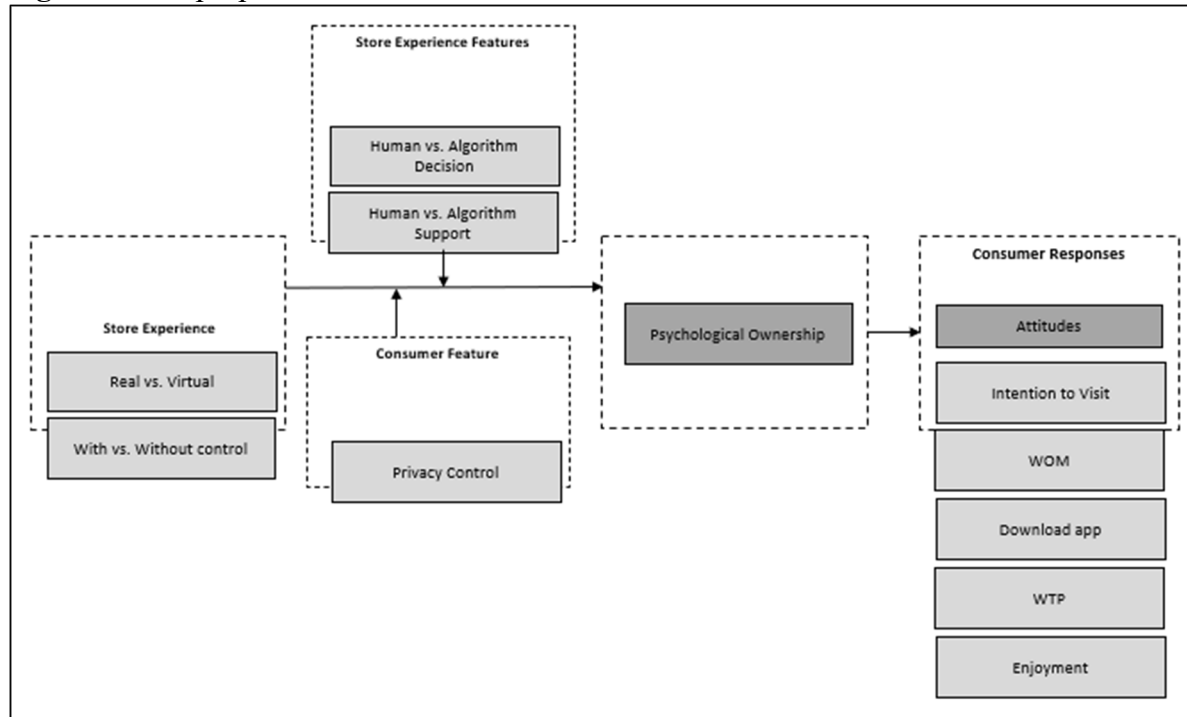 Store Experience Features
Human vs. Algorithm
Decision
Human vs. Algorithm
Support
Store Experience
Real vs. Virtual
With vs. Without control
Consumer Feature
Privacy Control
Psychological Ownership
Consumer Responses
Attitudes
Intention to Visit
WOM
Download app
WTP
Enjoyment